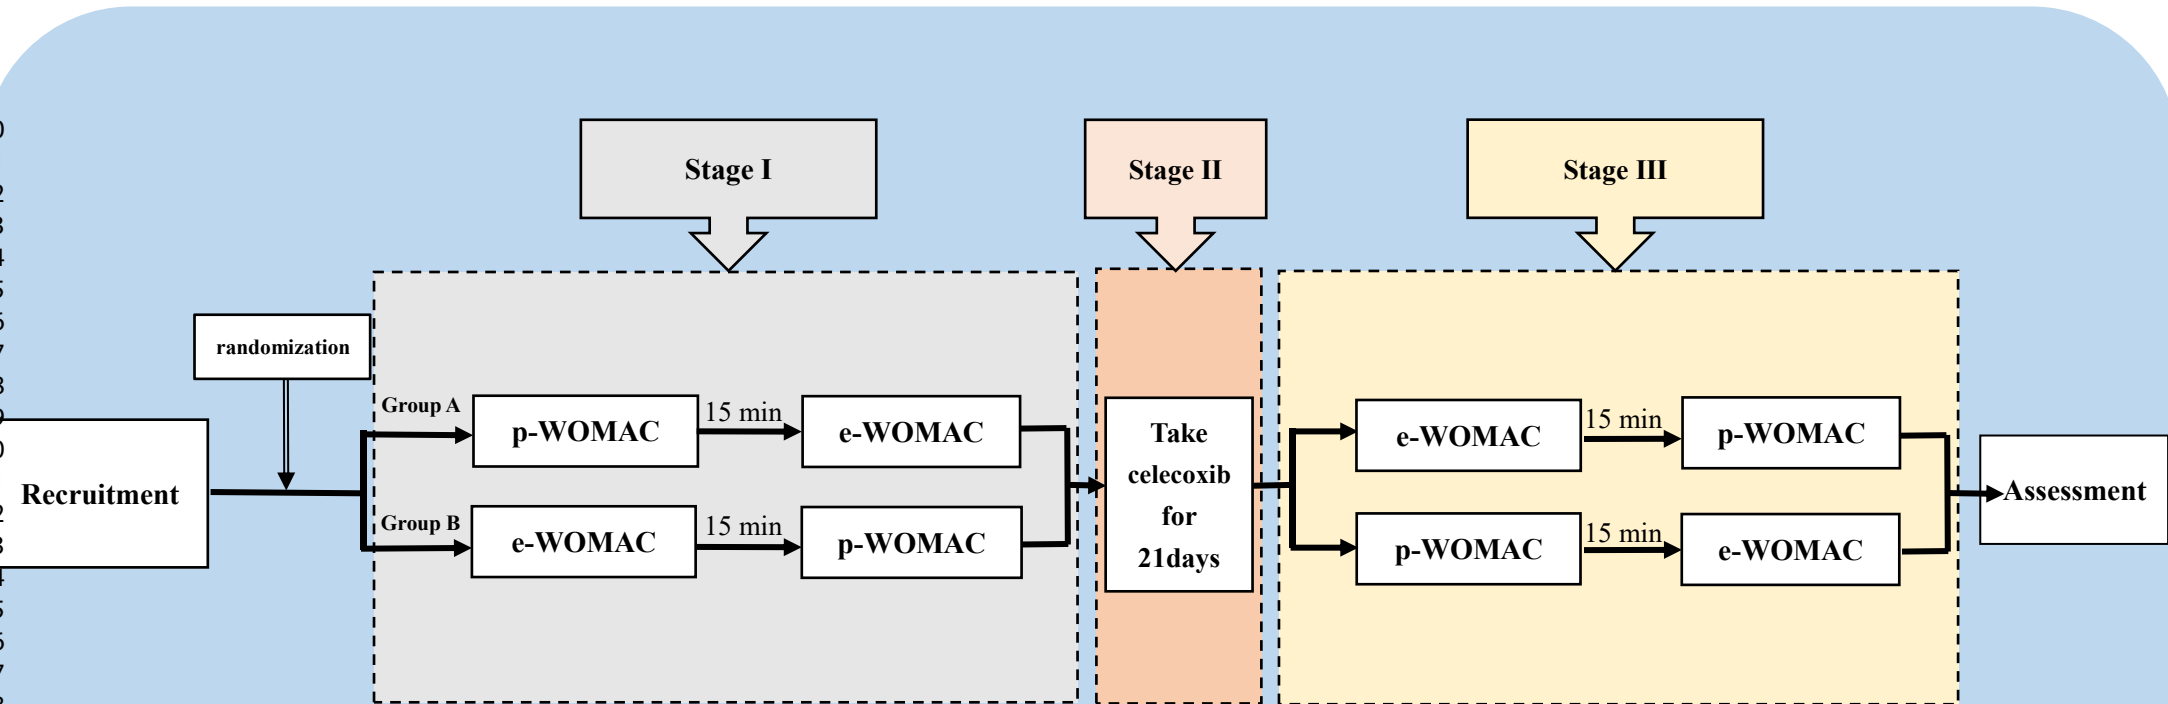 Stage I
Stage II
Stage III
randomization
Recruitment
Group A
p-WOMAC
15 min
e-WOMAC
Group B
e-WOMAC
15 min
p-WOMAC
Take
celecoxib
for
21days
e-WOMAC
15 min
p-WOMAC
p-WOMAC
15 min
e-WOMAC
Assessment